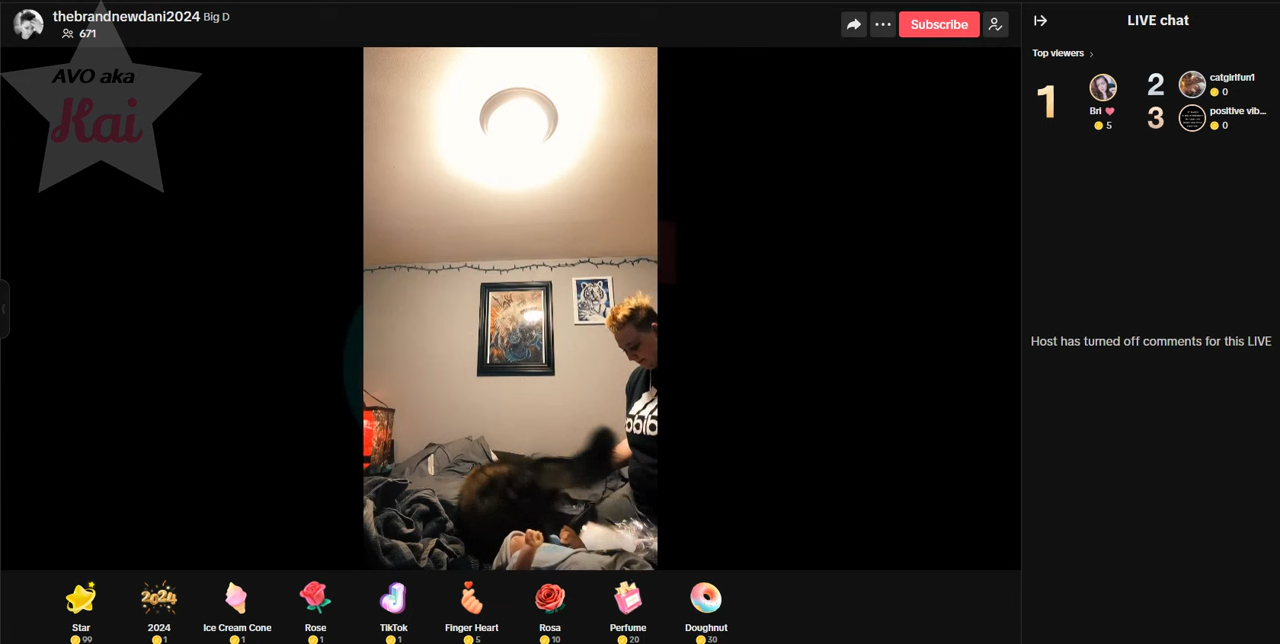 thebrandnewdani2024 Big D
671
Subscribe
LIVE chat
AVO aka
Kai
Top viewers
1
Bri
5
2
catgirlfun1
0
3
positive vib...
0
Host has turned off comments for this LIVE
Star
99
2024
2024
1
Ice Cream Cone
1
Rose
1
TikTok
1
Finger Heart
5
Rosa
10
Perfume
20
Doughnut
30